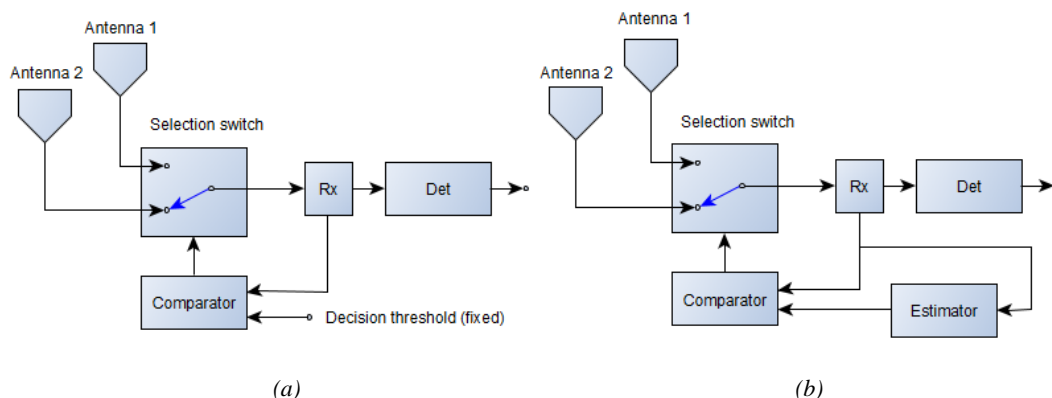 Antenna 1
Antenna 2
Selection switch
Rx
Det
Comparator
Decision threshold (fixed)
(a)
Antenna 1
Antenna 2
Selection switch
Rx
Det
Comparator
Estimator
(b)